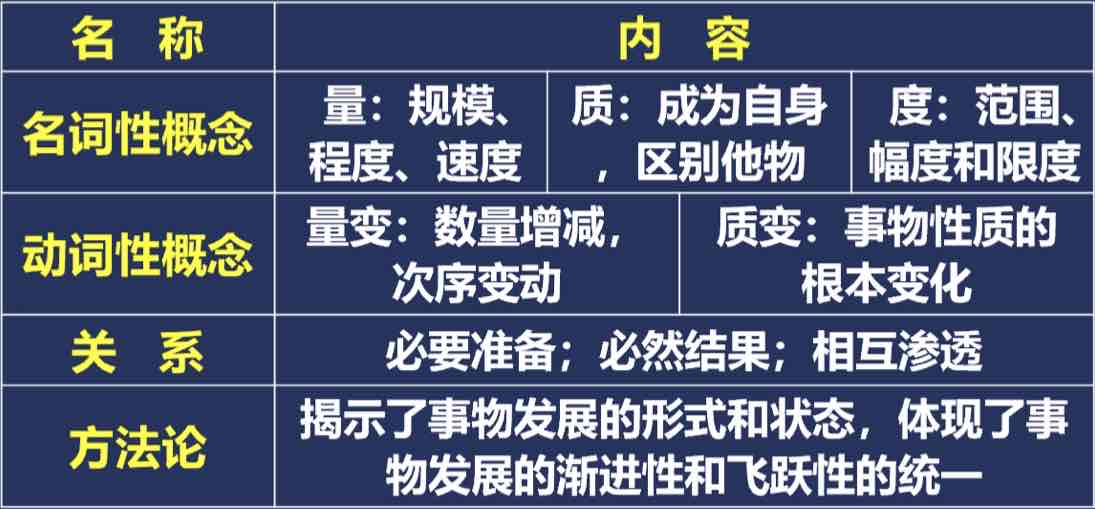 名 称
内 容
名词性概念
量：规模、
程度、速度
质：成为自身
，区别他物
度：范围、
幅度和限度
动词性概念
量变：数量增减，
次序变动
质变：事物性质的
根本变化
关 系
必要准备；必然结果；相互渗透
方法论
揭示了事物发展的形式和状态，体现了事
物发展的渐进性和飞跃性的统一